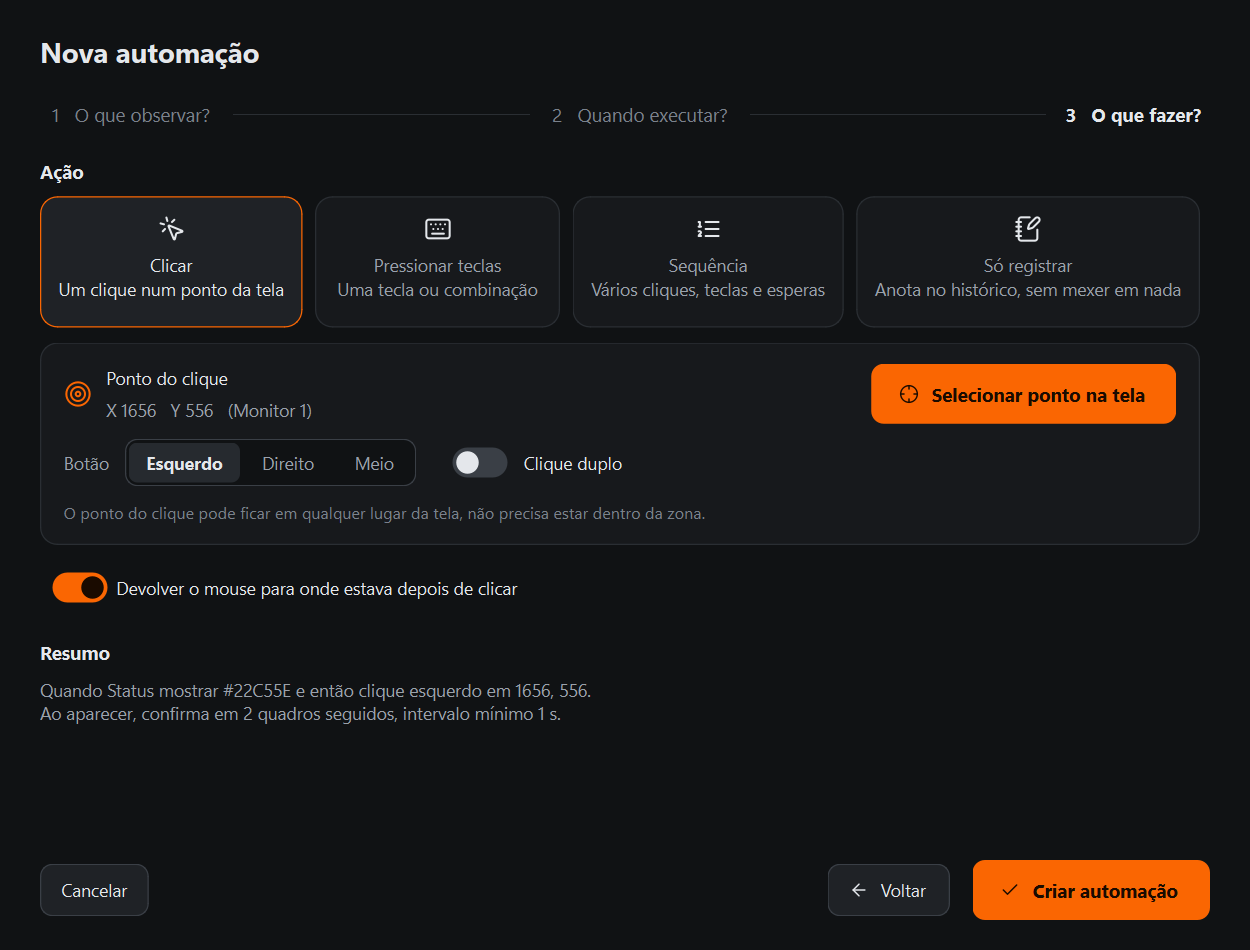 Nova automação
1 O que observar?
2 Quando executar?
3 O que fazer?
Ação
Clicar
Um clique num ponto da tela
Pressionar teclas
Uma tecla ou combinação
Sequência
Vários cliques, teclas e esperas
Só registrar
Anota no histórico, sem mexer em nada
Ponto do clique
X 1656 Y 556 (Monitor 1)
Selecionar ponto na tela
Botão Esquerdo Direito Meio Clique duplo
O ponto do clique pode ficar em qualquer lugar da tela, não precisa estar dentro da zona.
Devolver o mouse para onde estava depois de clicar
Resumo
Quando Status mostrar #22C55E e então clique esquerdo em 1656, 556.
Ao aparecer, confirma em 2 quadros seguidos, intervalo mínimo 1 s.
Cancelar
Voltar
Criar automação